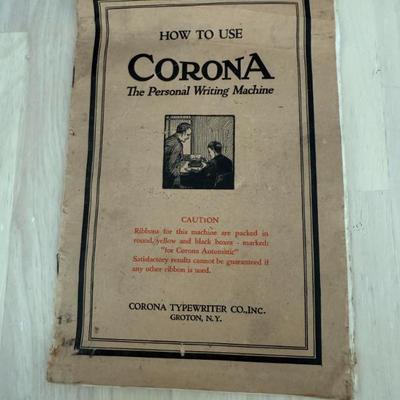 HOW TO USE
CORONA
The Personal Writing Machine
CAUTION
Ribbons for this machine are packed in
round, yellow and black boxes - marked:
"for Corona Automatic"
Satisfactory results cannot be guaranteed if
any other ribbon is used.
CORONA TYPEWRITER CO., INC.
GROTON, N.Y.